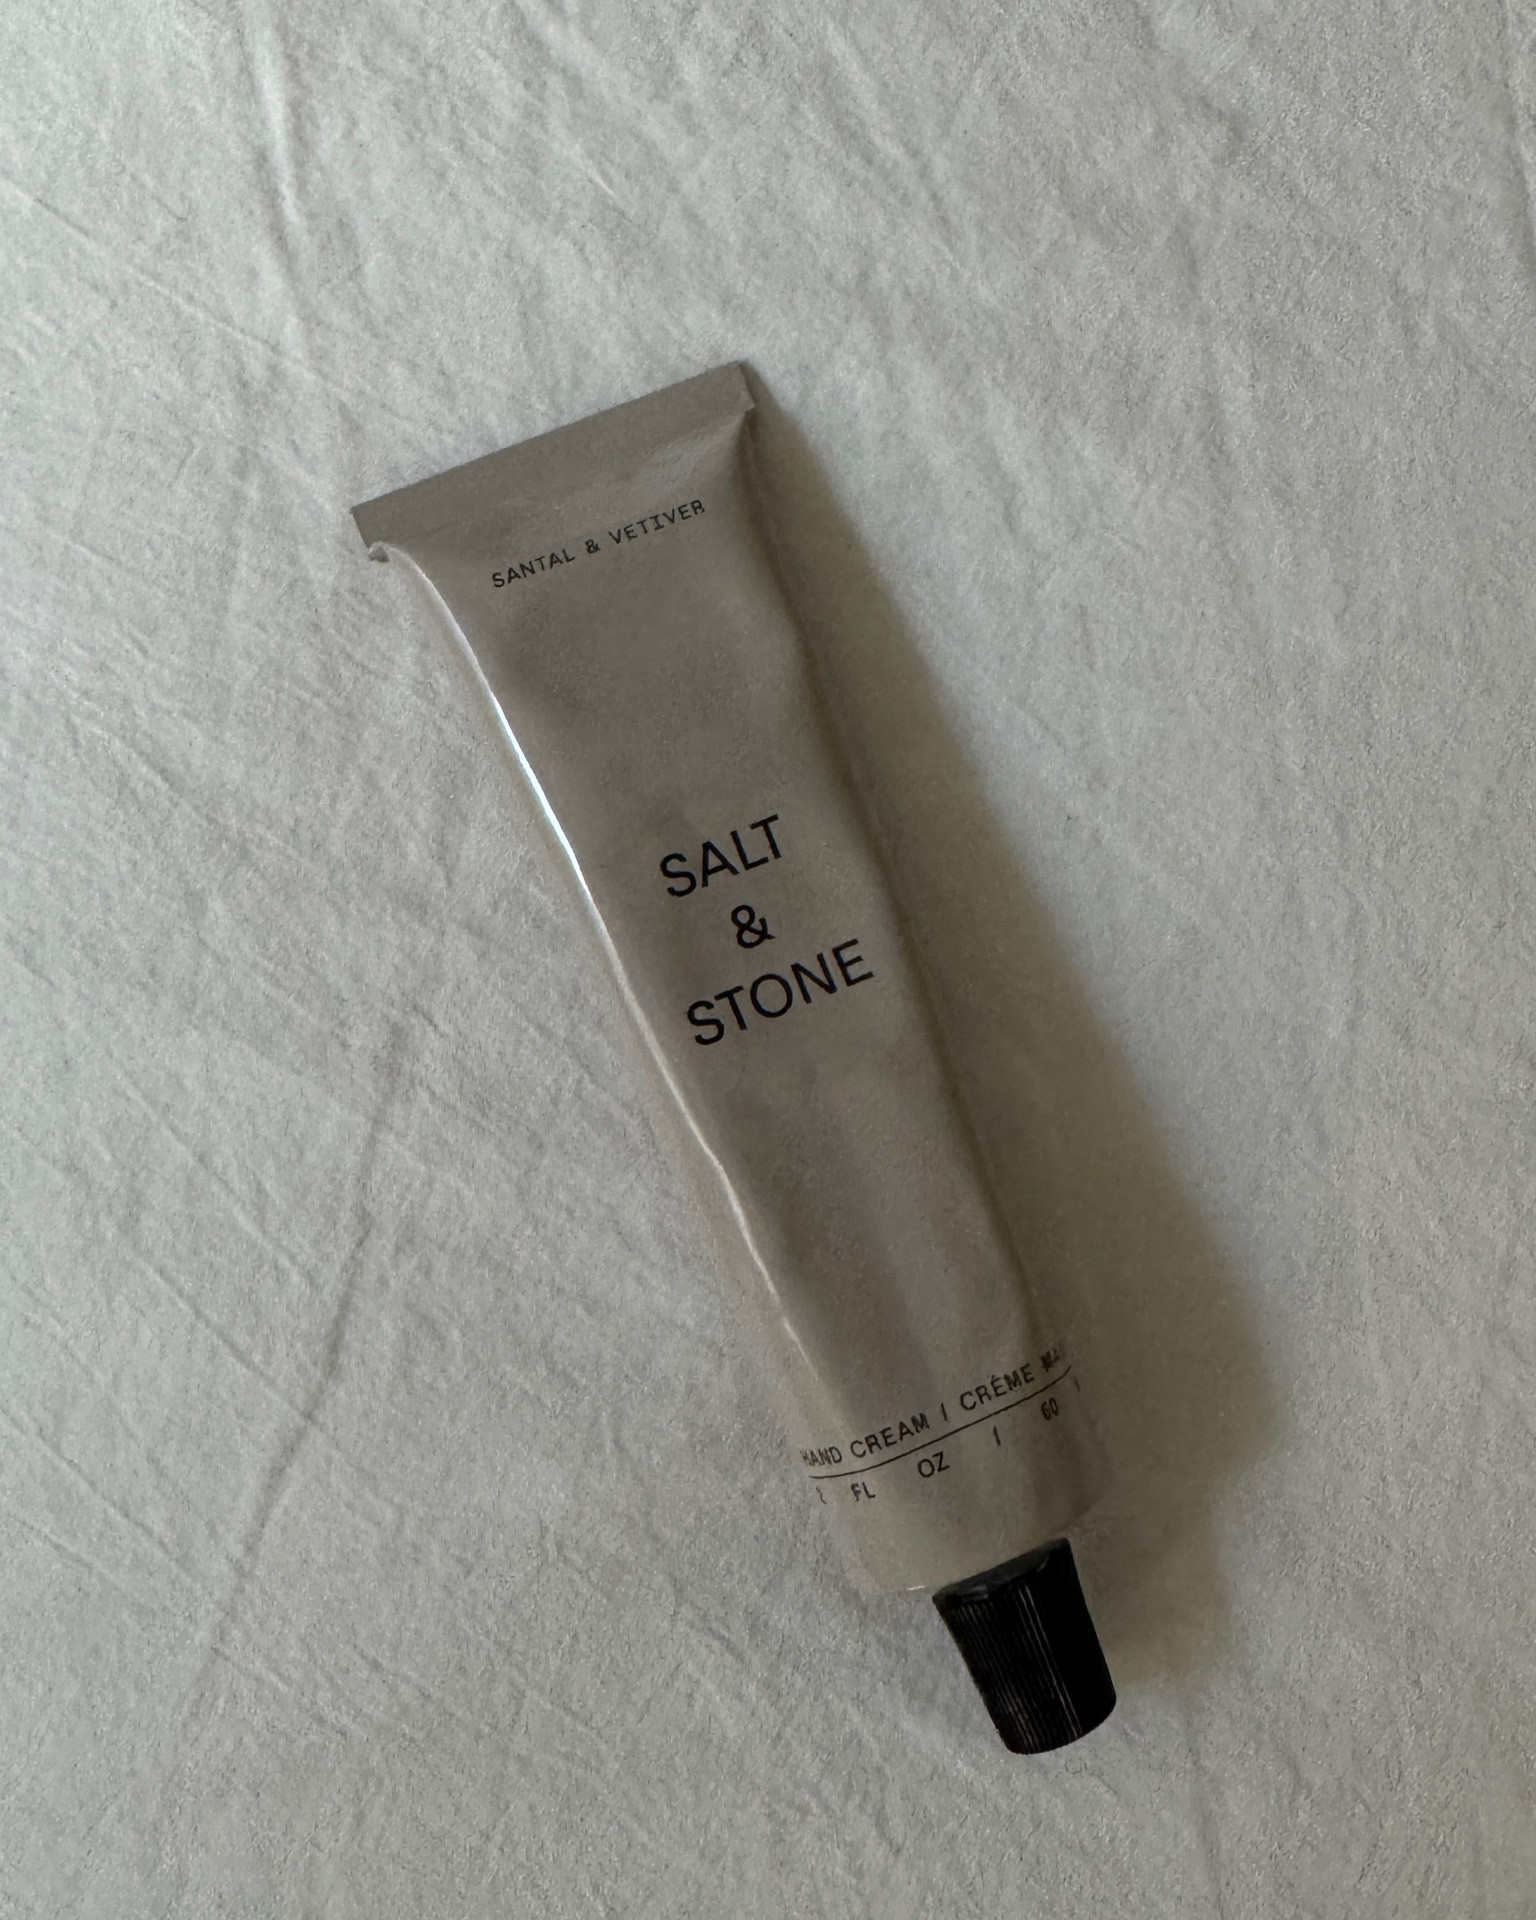 SANTAL & VETIVER
SALT
&
STONE
HAND CREAM / CRÈME
FL OZ / 60